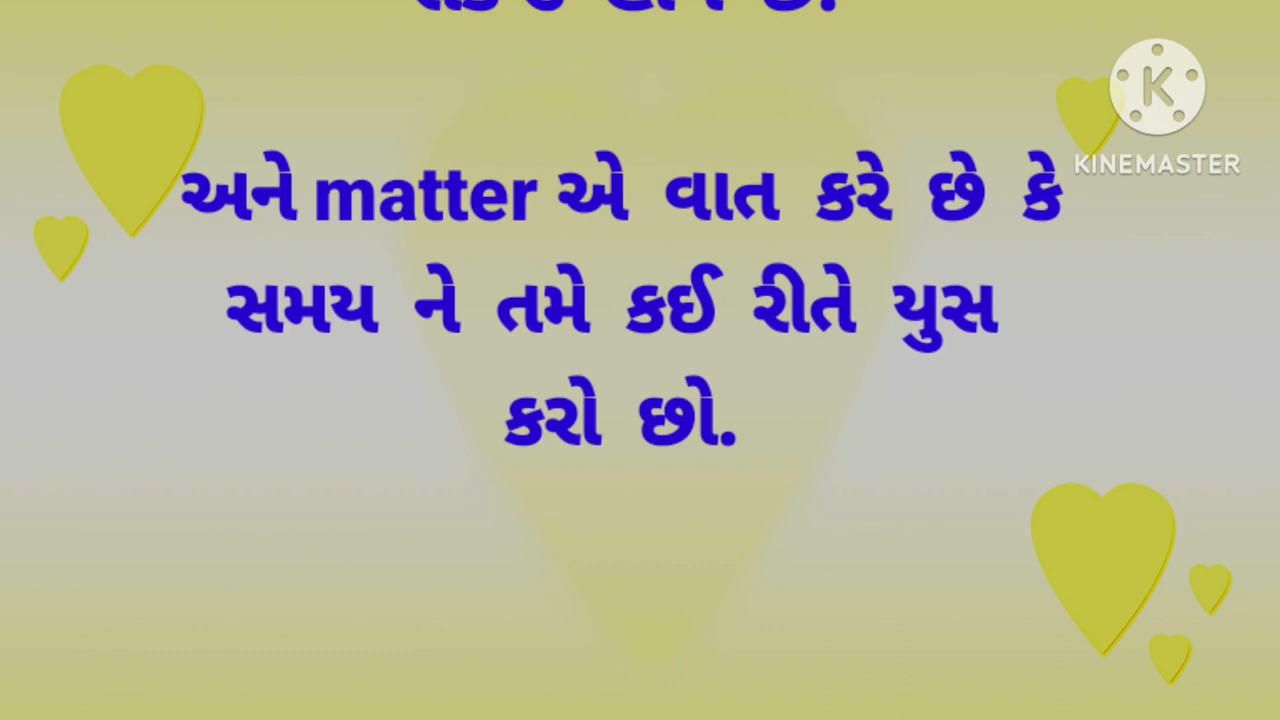 અને matter એ વાત કરે છે કે
સમય ને તમે કઈ રીતે યુસ
કરો છો.
K
KINEMASTER